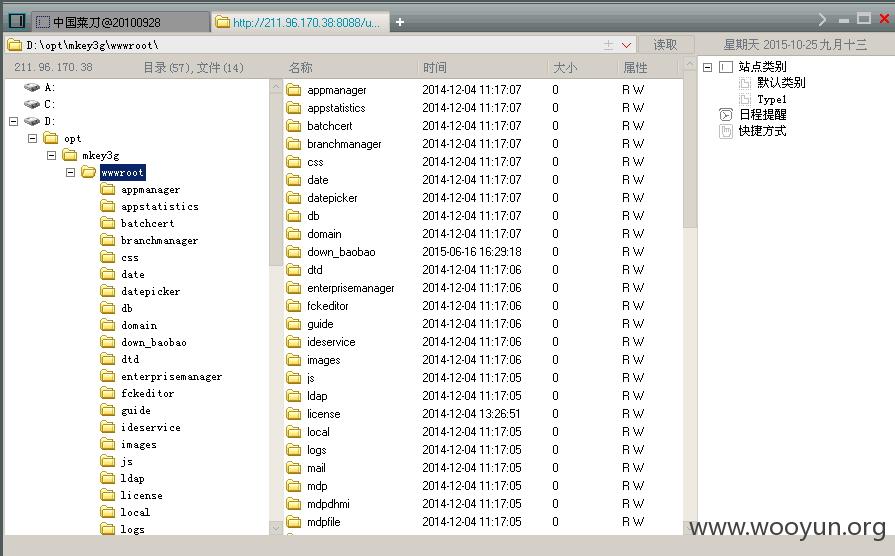 中国菜刀@20100928
http://211.96.170.38:8088/u...
+
D:\opt\mkey3g\wwwroot\
读取
星期天 2015-10-25 九月十三
211.96.170.38
目录(57),文件(14)
名称 时间 大小 属性
A:
C:
D:
opt
mkey3g
wwwroot
appmanager
appstatistics
batchcert
branchmanager
css
date
datepicker
db
domain
down_baobao
dtd
enterprisemanager
fckeditor
guide
ideservice
images
js
ldap
license
local
logs
appmanager 2014-12-04 11:17:07 0 R W
appstatistics 2014-12-04 11:17:07 0 R W
batchcert 2014-12-04 11:17:07 0 R W
branchmanager 2014-12-04 11:17:07 0 R W
css 2014-12-04 11:17:07 0 R W
date 2014-12-04 11:17:07 0 R W
datepicker 2014-12-04 11:17:07 0 R W
db 2014-12-04 11:17:07 0 R W
domain 2014-12-04 11:17:07 0 R W
down_baobao 2015-06-16 16:29:18 0 R W
dtd 2014-12-04 11:17:06 0 R W
enterprisemanager 2014-12-04 11:17:06 0 R W
fckeditor 2014-12-04 11:17:06 0 R W
guide 2014-12-04 11:17:06 0 R W
ideservice 2014-12-04 11:17:06 0 R W
images 2014-12-04 11:17:06 0 R W
js 2014-12-04 11:17:05 0 R W
ldap 2014-12-04 11:17:05 0 R W
license 2014-12-04 13:26:51 0 R W
local 2014-12-04 11:17:05 0 R W
logs 2014-12-04 11:17:05 0 R W
mail 2014-12-04 11:17:05 0 R W
mdp 2014-12-04 11:17:05 0 R W
mdpdhmi 2014-12-04 11:17:05 0 R W
mdpfile 2014-12-04 11:17:05 0 R W
站点类别
默认类别
Type1
日程提醒
快捷方式
www.wooyun.org